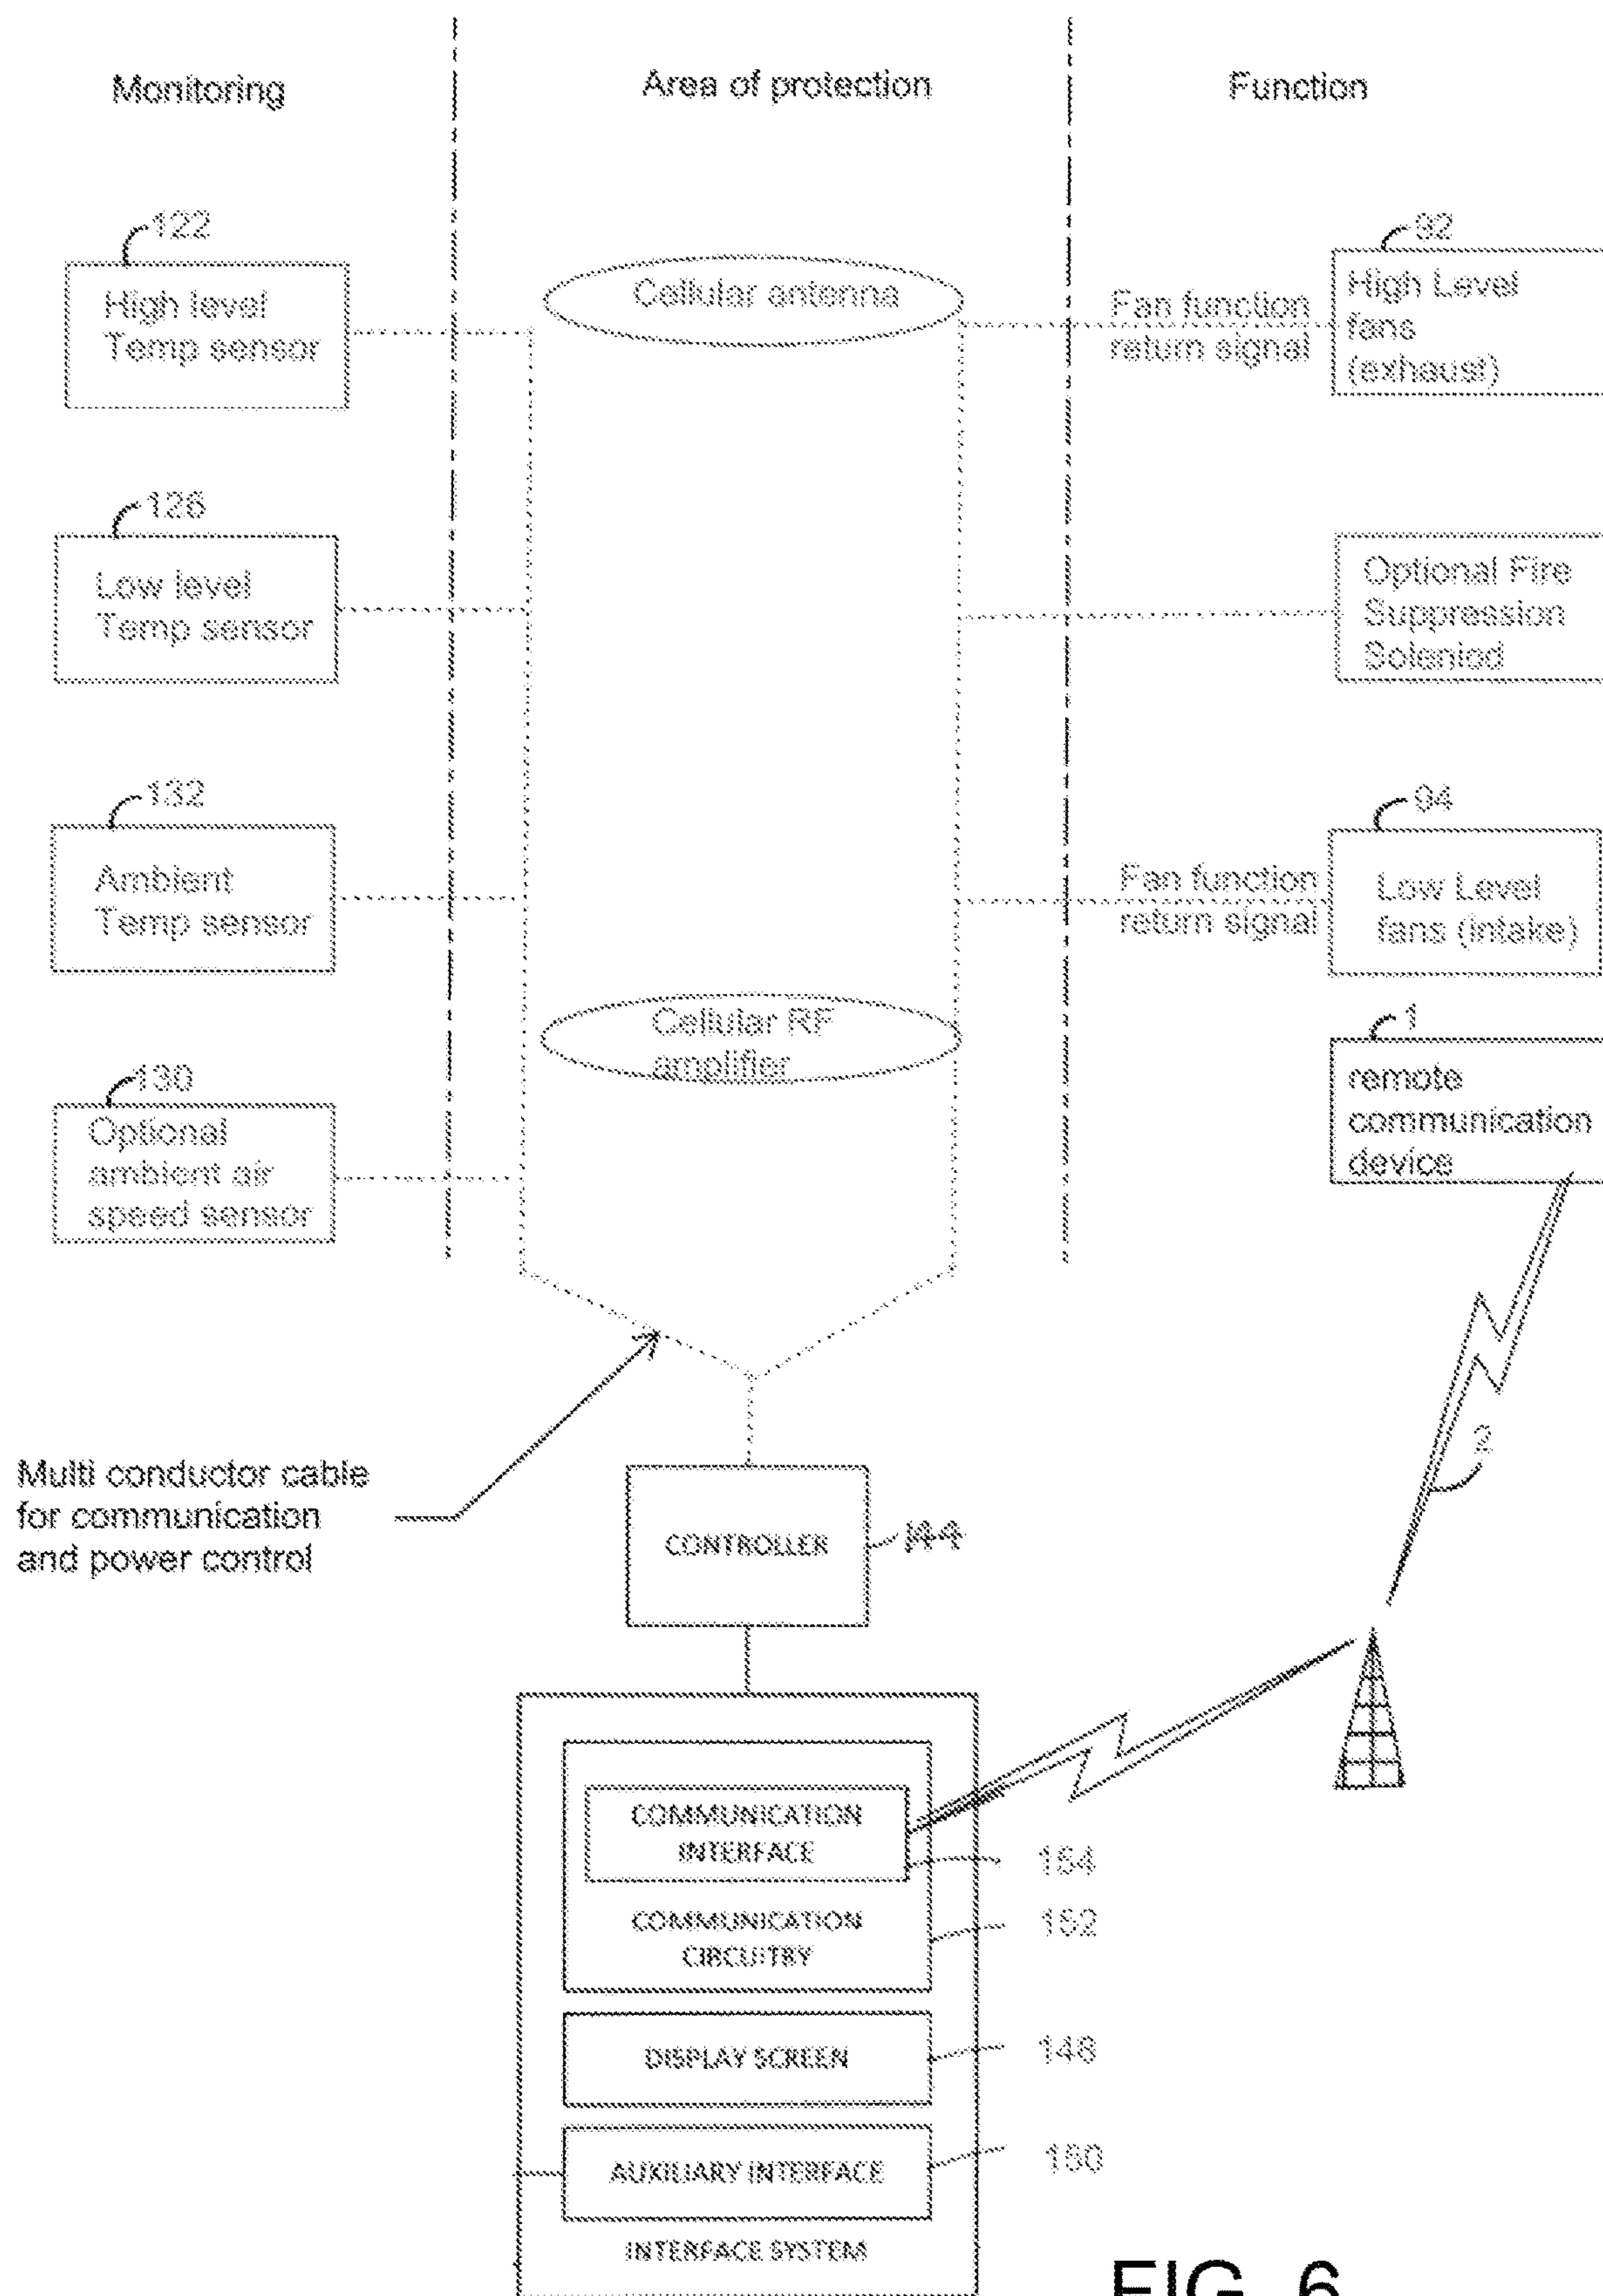 Monitoring
Area of protection
Function
122
High level
Temp sensor
Cellular antenna
Fan function
return signal
92
High Level
fans
(exhaust)
126
Low level
Temp sensor
Optional Fire
Suppression
Soleniod
132
Ambient
Temp sensor
Fan function
return signal
94
Low Level
fans (intake)
Cellular RF
amplifier
1
remote
communication
device
130
Optional
ambient air
speed sensor
2
Multi conductor cable
for communication
and power control
CONTROLLER
144
COMMUNICATION
INTERFACE
154
COMMUNICATION
CIRCUITRY
152
DISPLAY SCREEN
148
AUXILIARY INTERFACE
150
INTERFACE SYSTEM
FIG. 6